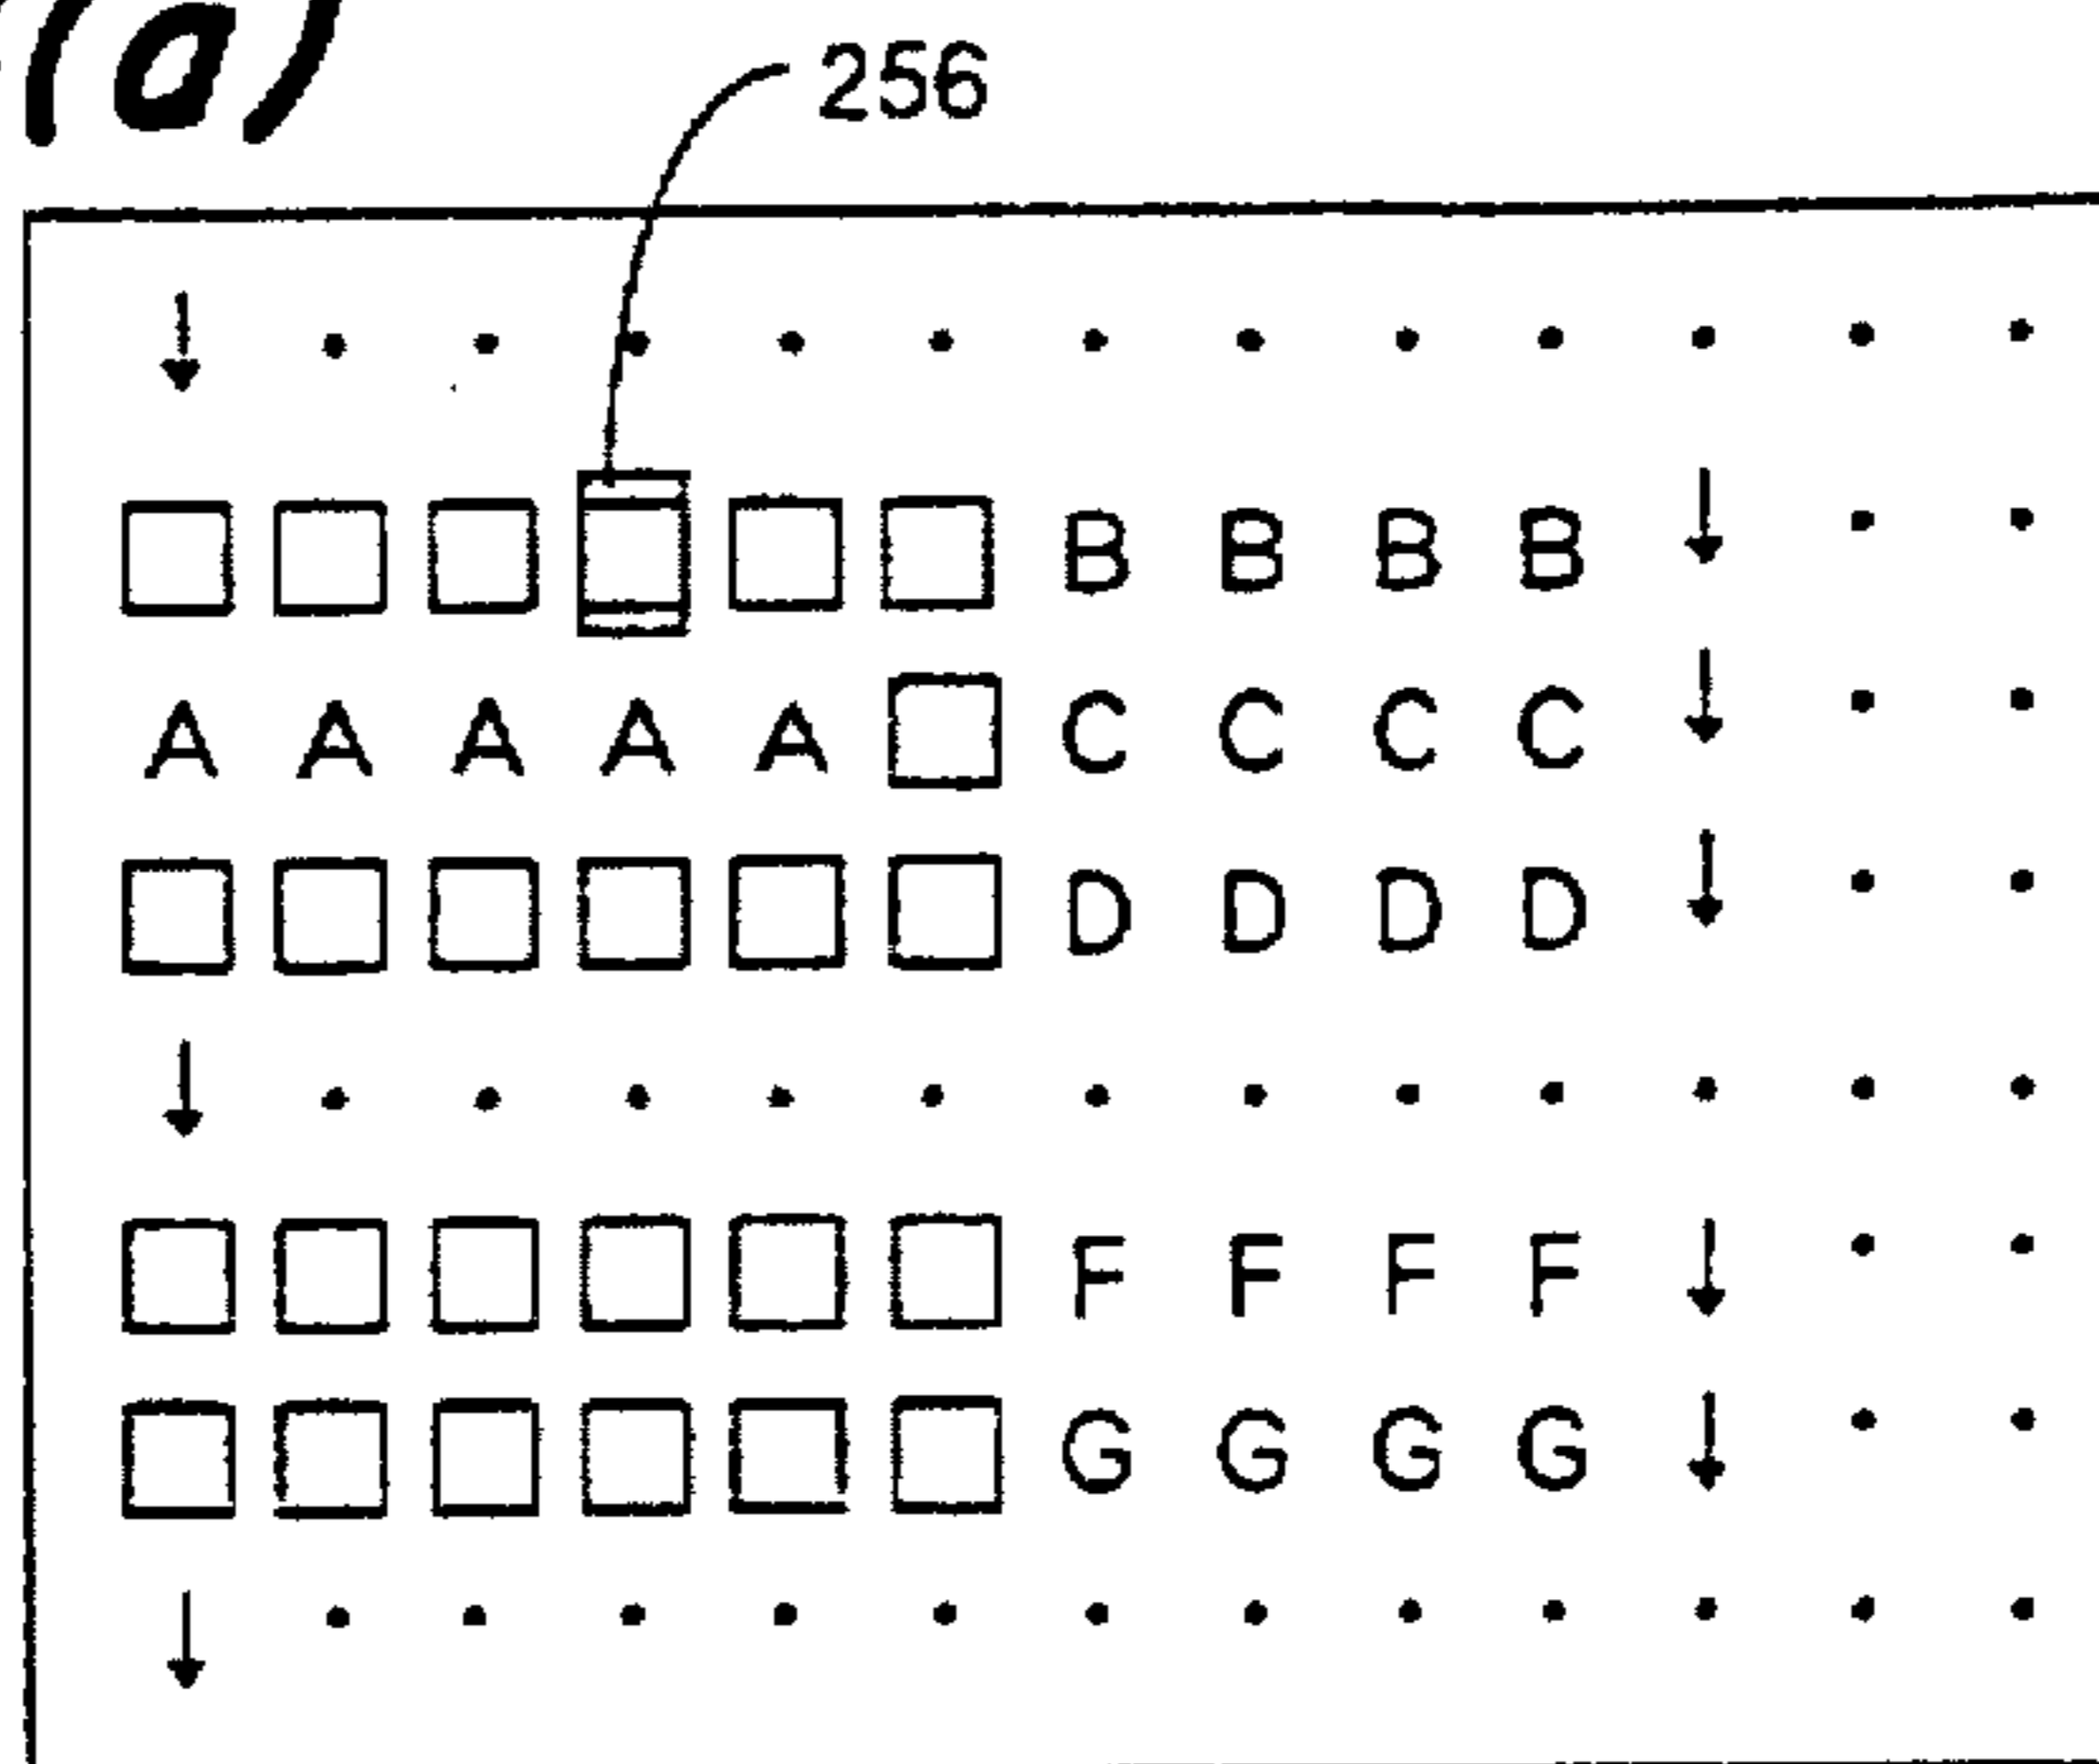 (a)
256
↓ • • • • • • • • • • • •
□ □ □ □ □ □ B B B B ↓ • •
A A A A A □ C C C C ↓ • •
□ □ □ □ □ □ D D D D ↓ • •
↓ • • • • • • • • • • • •
□ □ □ □ □ □ F F F F ↓ • •
□ □ □ □ □ □ G G G G ↓ • •
↓ • • • • • • • • • • • •